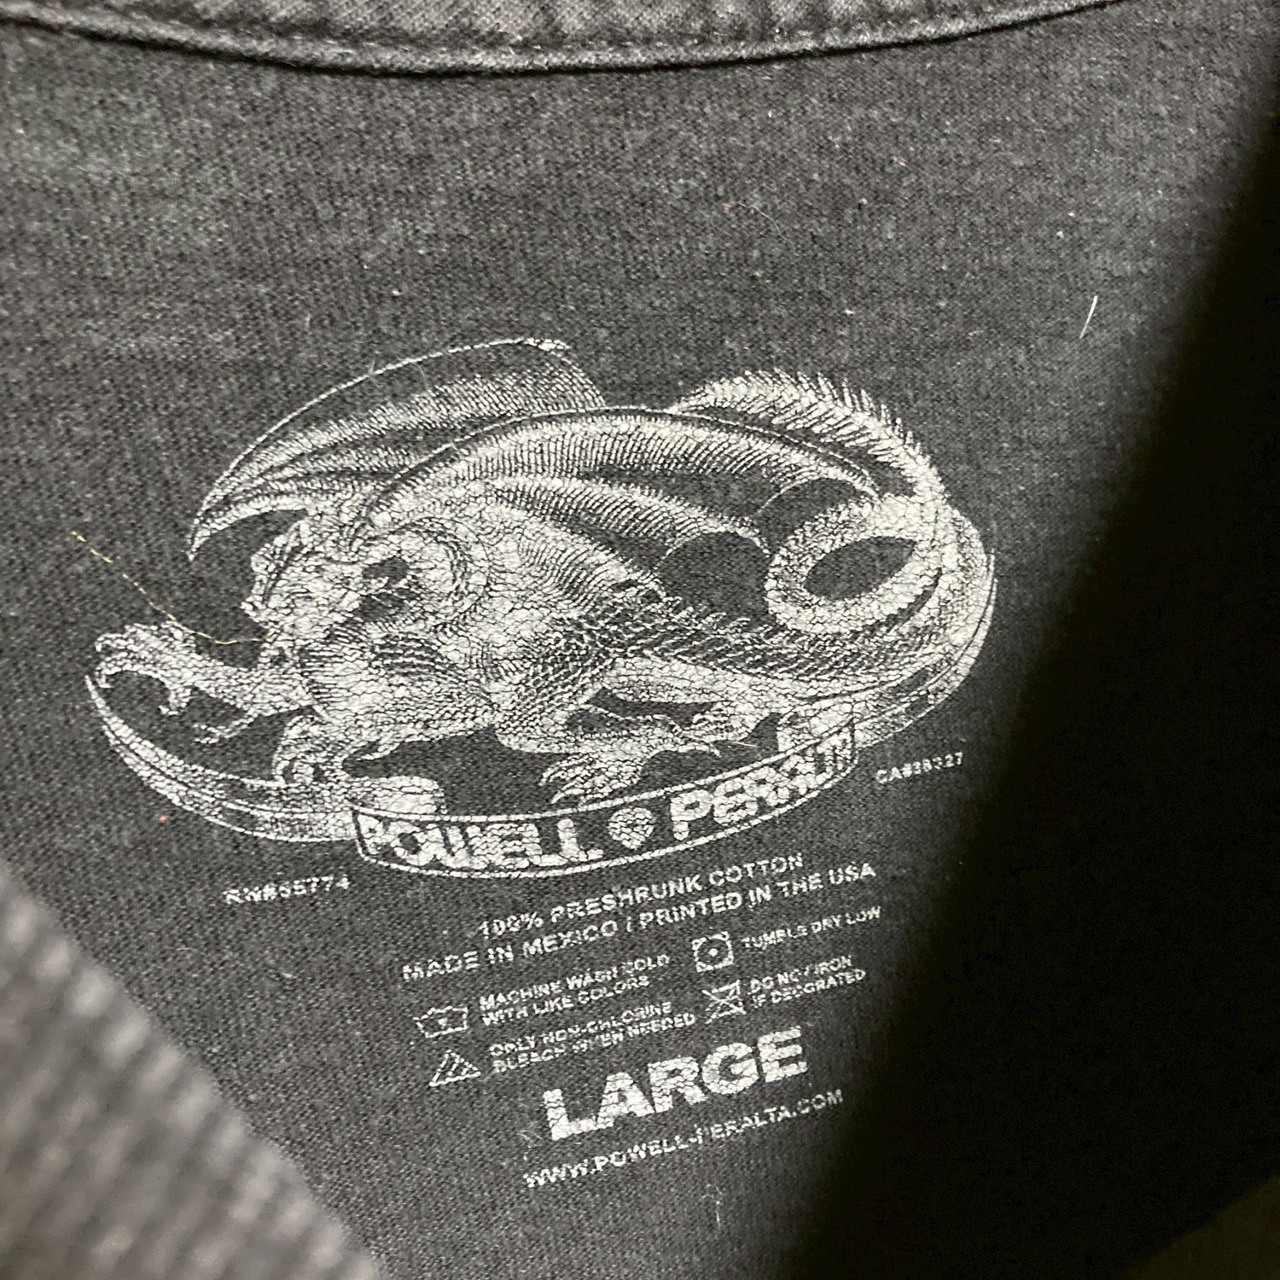 POWELL PERALTA
CA#38327
RN#55774
100% PRESHRUNK COTTON
MADE IN MEXICO / PRINTED IN THE USA
MACHINE WASH COLD
WITH LIKE COLORS
TUMBLE DRY LOW
ONLY NON-CHLORINE
BLEACH WHEN NEEDED
DO NOT IRON
IF DECORATED
LARGE
WWW.POWELL-PERALTA.COM